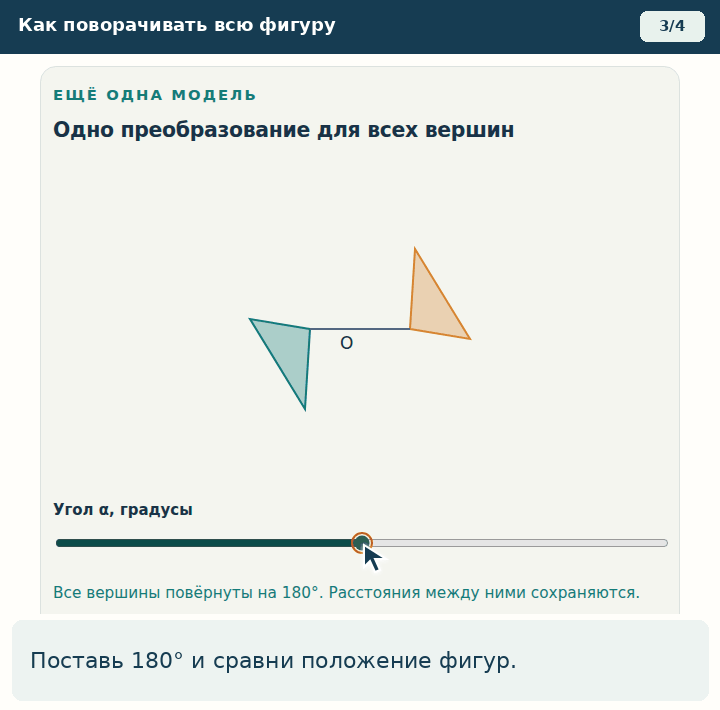 Как поворачивать всю фигуру
3/4
ЕЩЁ ОДНА МОДЕЛЬ
Одно преобразование для всех вершин
O
Угол α, градусы
Все вершины повёрнуты на 180°. Расстояния между ними сохраняются.
Поставь 180° и сравни положение фигур.